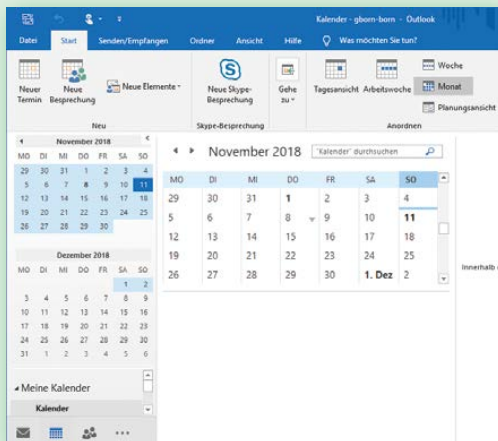 Kalender - gborn-born - Outlook
Datei Start Senden/Empfangen Ordner Ansicht Hilfe Was möchten Sie tun?
Neuer Termin
Neue Besprechung
Neue Elemente
Neue Skype-Besprechung
Gehe zu
Tagesansicht Arbeitswoche
Woche
Monat
Planungsansicht
Neu Skype-Besprechung Anordnen
November 2018
MO DI MI DO FR SA SO
29 30 31 1 2 3 4
5 6 7 8 9 10 11
12 13 14 15 16 17 18
19 20 21 22 23 24 25
26 27 28 29 30
Dezember 2018
MO DI MI DO FR SA SO
1 2
3 4 5 6 7 8 9
10 11 12 13 14 15 16
17 18 19 20 21 22 23
24 25 26 27 28 29 30
31 1 2 3 4 5 6
Meine Kalender
Kalender
November 2018 "Kalender" durchsuchen
MO DI MI DO FR SA SO
29 30 31 1 2 3 4
5 6 7 8 9 10 11
12 13 14 15 16 17 18
19 20 21 22 23 24 25
26 27 28 29 30 1. Dez 2
Innerhalb